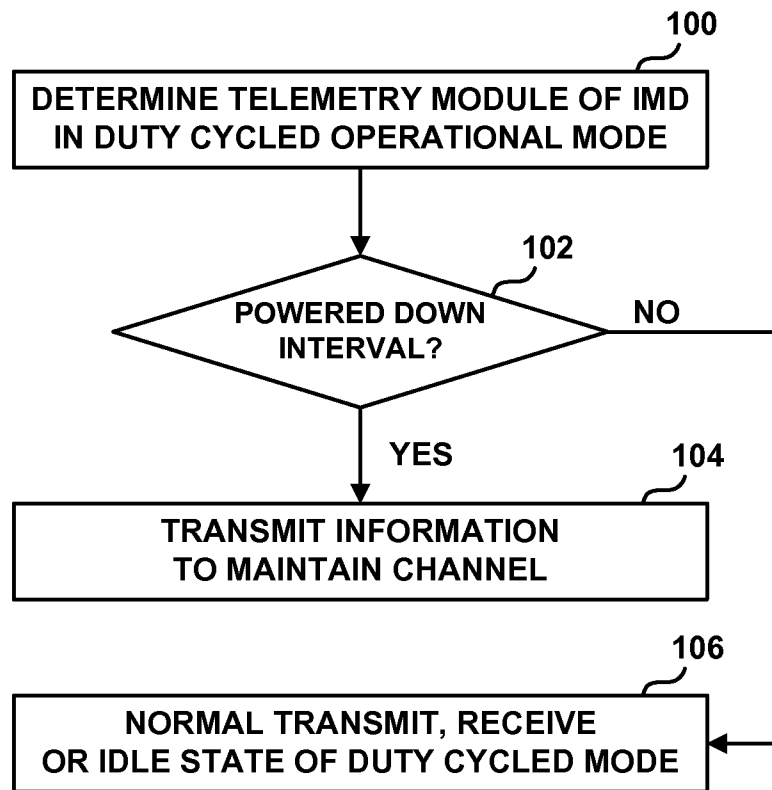 100
DETERMINE TELEMETRY MODULE OF IMD
IN DUTY CYCLED OPERATIONAL MODE
102
POWERED DOWN
INTERVAL?
NO
YES
104
TRANSMIT INFORMATION
TO MAINTAIN CHANNEL
106
NORMAL TRANSMIT, RECEIVE
OR IDLE STATE OF DUTY CYCLED MODE